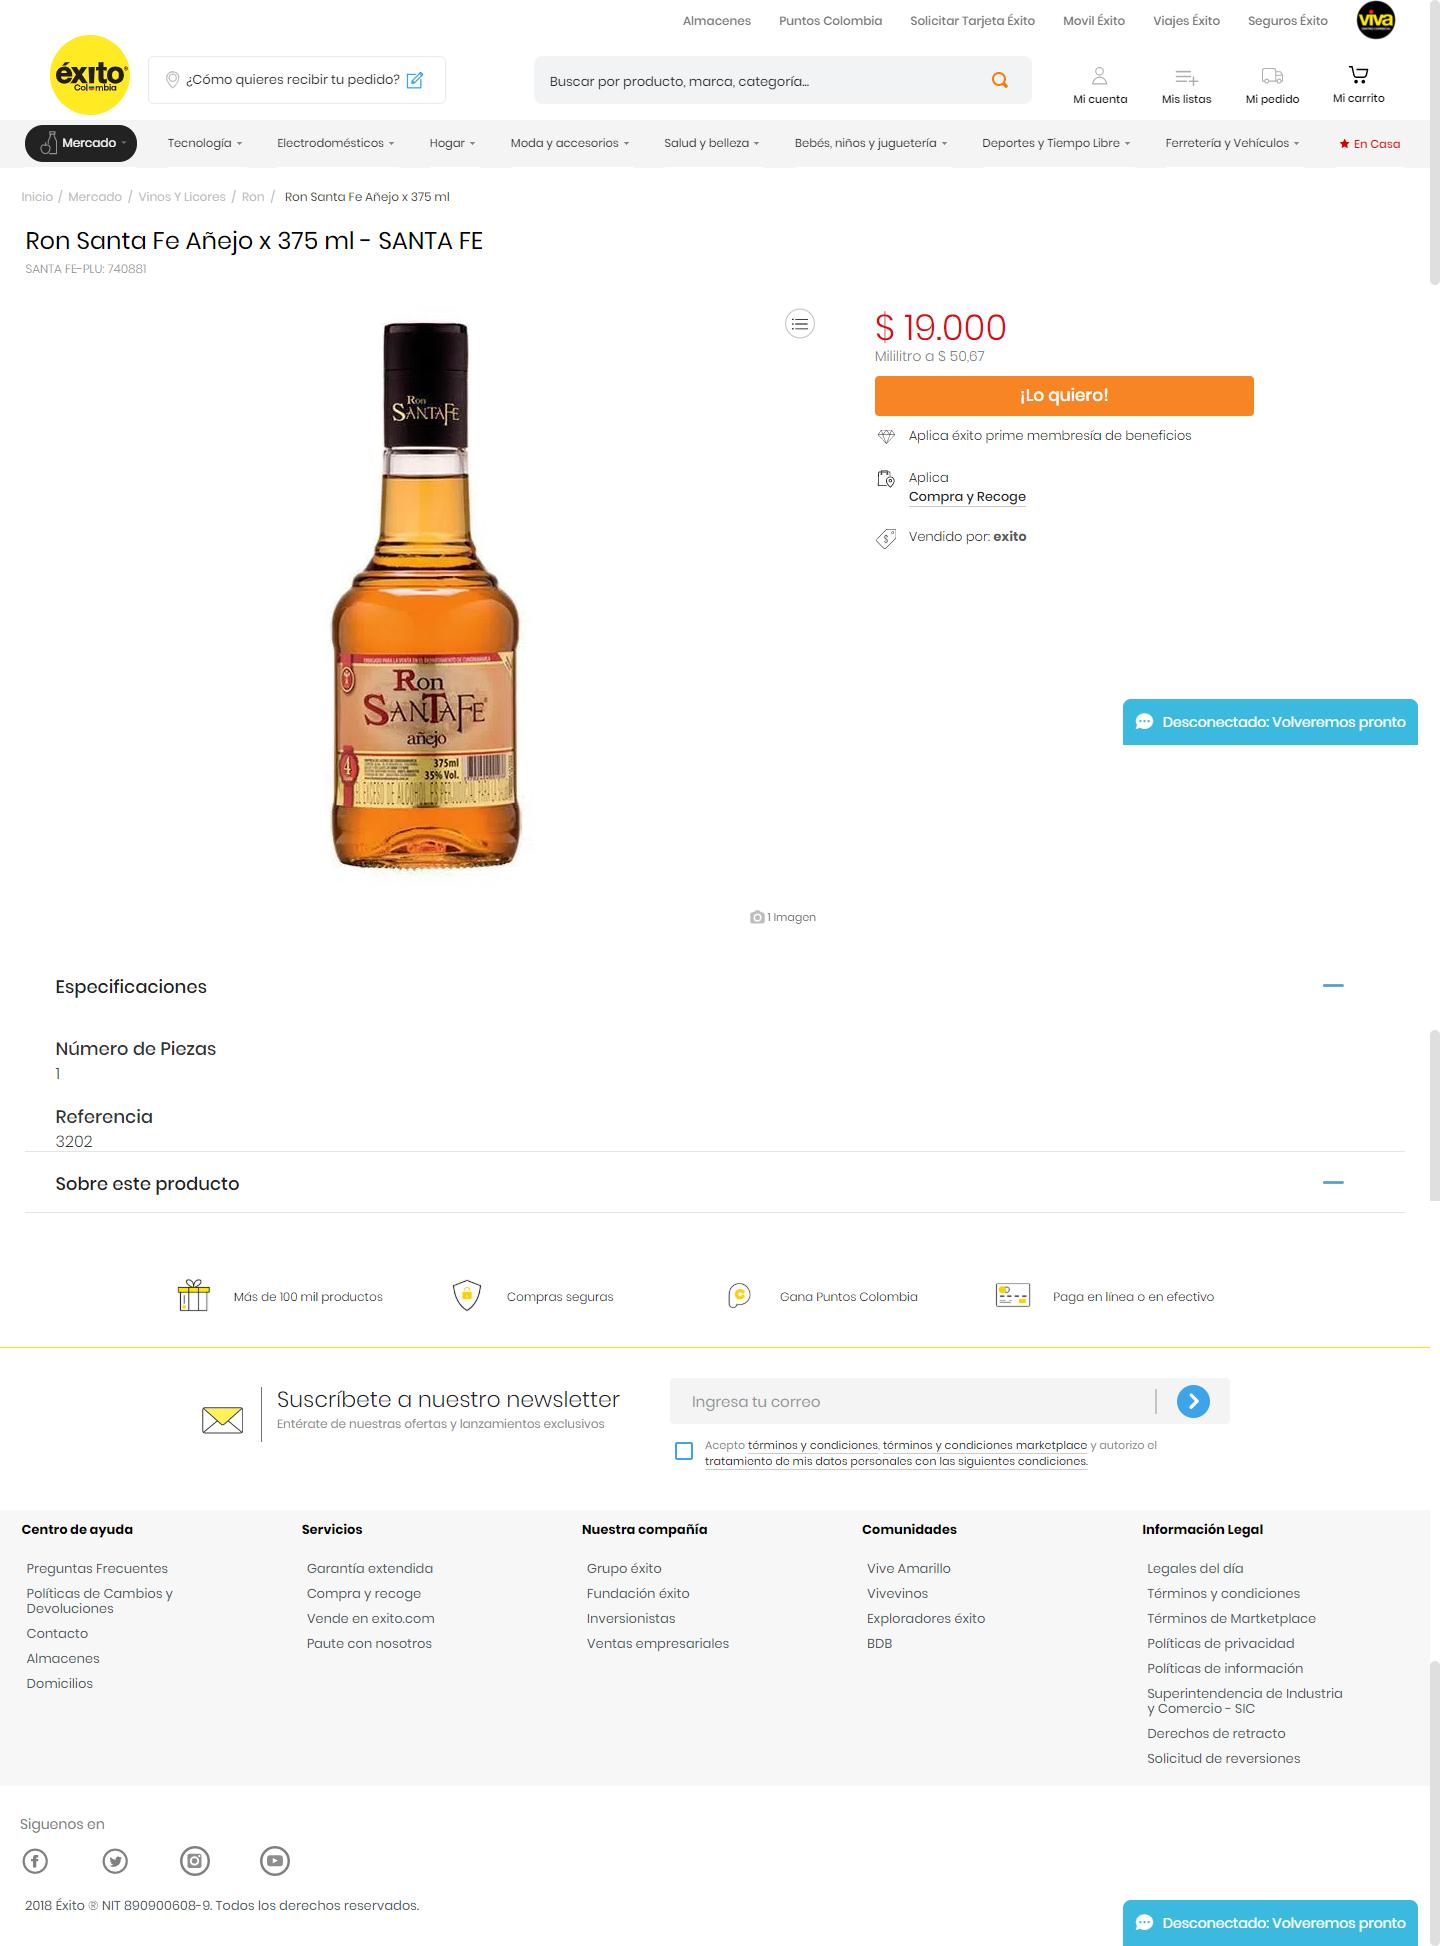 Almacenes Puntos Colombia Solicitar Tarjeta Éxito Movil Éxito Viajes Éxito Seguros Éxito viva
éxito
Colombia
¿Cómo quieres recibir tu pedido?
Buscar por producto, marca, categoría...
Mi cuenta Mis listas Mi pedido Mi carrito
Mercado Tecnología Electrodomésticos Hogar Moda y accesorios Salud y belleza Bebés, niños y juguetería Deportes y Tiempo Libre Ferretería y Vehículos En Casa
Inicio / Mercado / Vinos Y Licores / Ron / Ron Santa Fe Añejo x 375 ml
Ron Santa Fe Añejo x 375 ml - SANTA FE
SANTA FE-PLU: 740881
Ron
SANTAFE
Ron
SANTAFE
añejo
4
375ml
35% Vol.
EL EXCESO DE ALCOHOL ES PERJUDICIAL PARA LA
1 Imagen
$ 19.000
Mililitro a $ 50,67
¡Lo quiero!
Aplica éxito prime membresía de beneficios
Aplica
Compra y Recoge
Vendido por: exito
Desconectado: Volveremos pronto
Especificaciones
Número de Piezas
1
Referencia
3202
Sobre este producto
Más de 100 mil productos Compras seguras Gana Puntos Colombia Paga en línea o en efectivo
Suscríbete a nuestro newsletter
Entérate de nuestras ofertas y lanzamientos exclusivos
Ingresa tu correo
Acepto términos y condiciones, términos y condiciones marketplace y autorizo el
tratamiento de mis datos personales con las siguientes condiciones.
Centro de ayuda
Preguntas Frecuentes
Políticas de Cambios y
Devoluciones
Contacto
Almacenes
Domicilios
Servicios
Garantía extendida
Compra y recoge
Vende en exito.com
Paute con nosotros
Nuestra compañía
Grupo éxito
Fundación éxito
Inversionistas
Ventas empresariales
Comunidades
Vive Amarillo
Vivevinos
Exploradores éxito
BDB
Información Legal
Legales del día
Términos y condiciones
Términos de Martketplace
Políticas de privacidad
Políticas de información
Superintendencia de Industria
y Comercio - SIC
Derechos de retracto
Solicitud de reversiones
Siguenos en
2018 Éxito ® NIT 890900608-9. Todos los derechos reservados.
Desconectado: Volveremos pronto